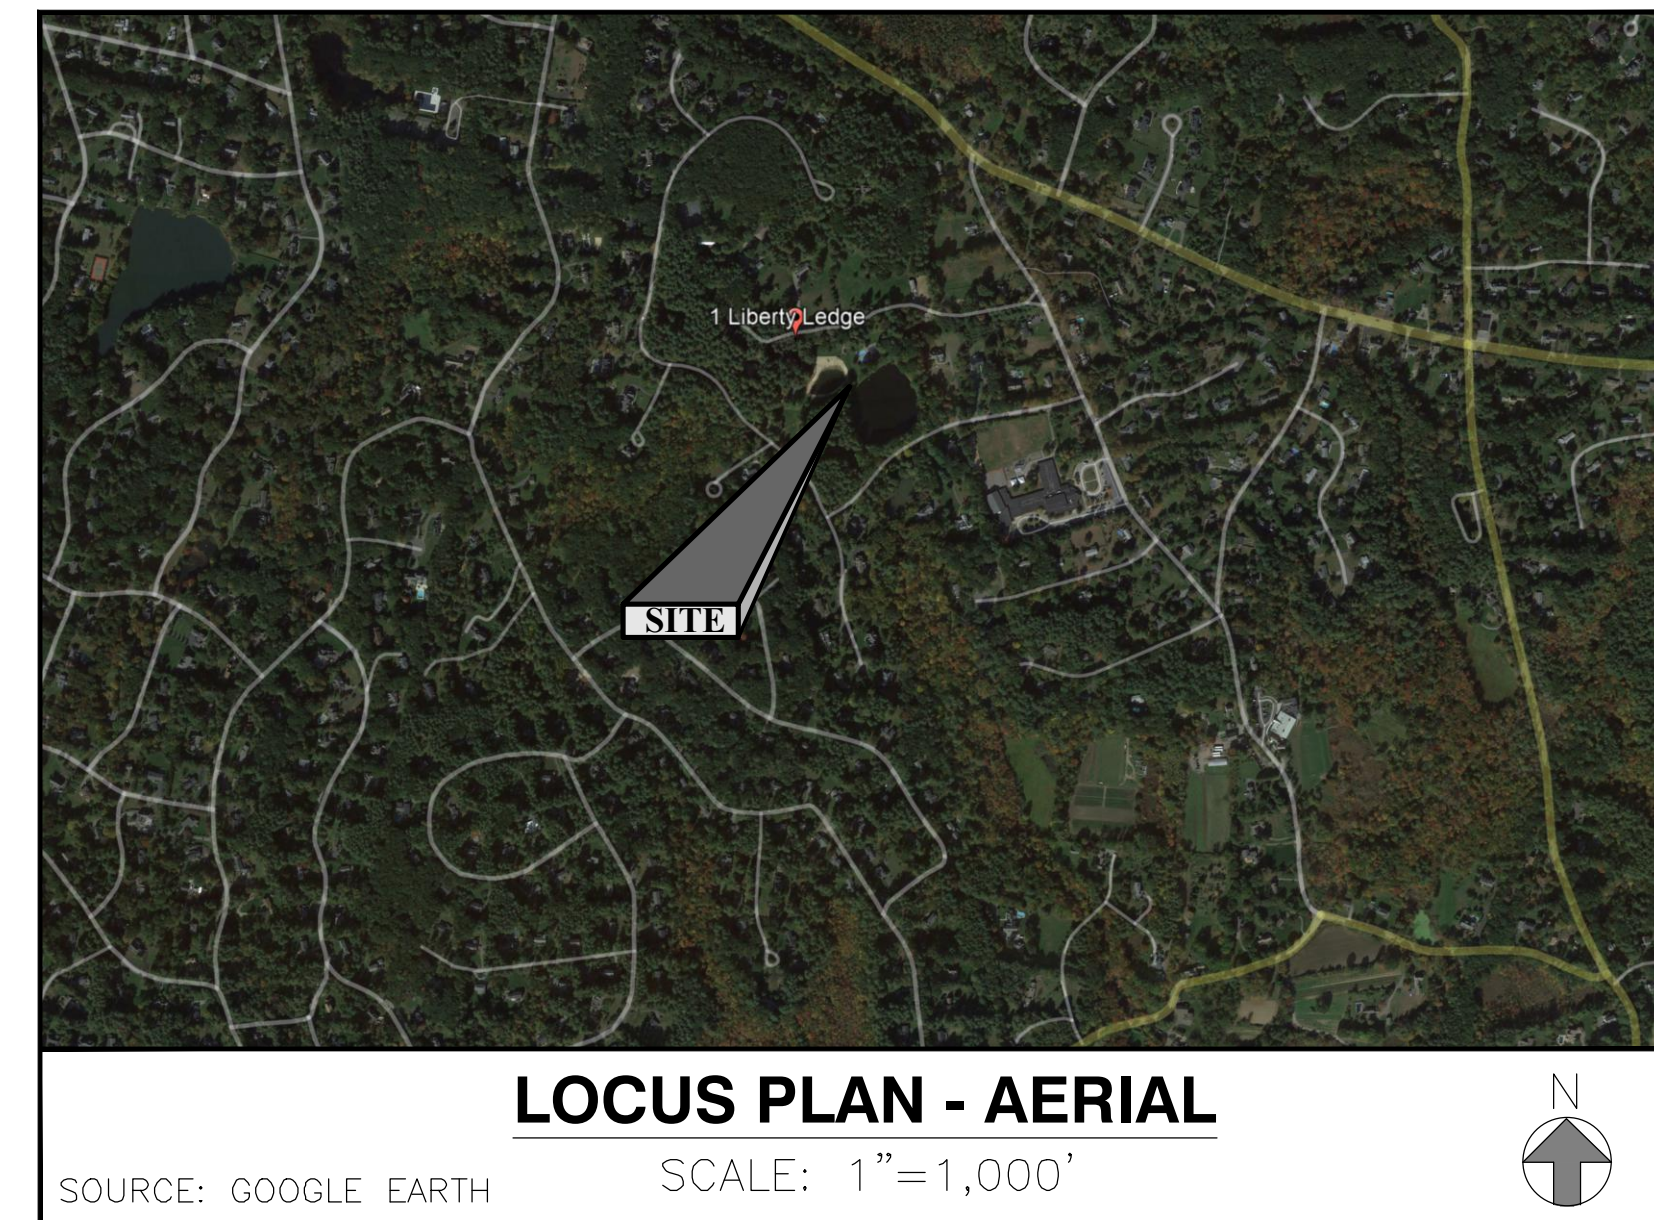 1 Liberty Ledge
SITE
LOCUS PLAN - AERIAL
N
SCALE: 1”=1,000’
SOURCE: GOOGLE EARTH